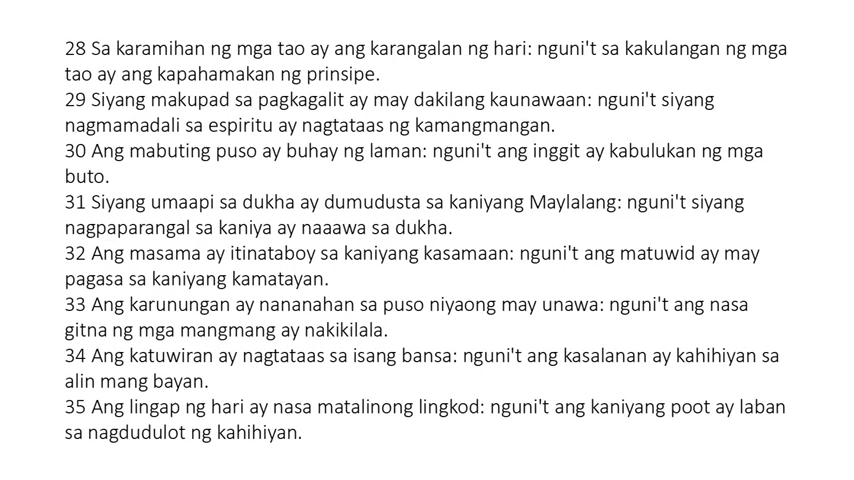 28 Sa karamihan ng mga tao ay ang karangalan ng hari: nguni't sa kakulangan ng mga
tao ay ang kapahamakan ng prinsipe.
29 Siyang makupad sa pagkagalit ay may dakilang kaunawaan: nguni't siyang
nagmamadali sa espiritu ay nagtataas ng kamangmangan.
30 Ang mabuting puso ay buhay ng laman: nguni't ang inggit ay kabulukan ng mga
buto.
31 Siyang umaapi sa dukha ay dumudusta sa kaniyang Maylalang: nguni't siyang
nagpaparangal sa kaniya ay naaawa sa dukha.
32 Ang masama ay itinataboy sa kaniyang kasamaan: nguni't ang matuwid ay may
pagasa sa kaniyang kamatayan.
33 Ang karunungan ay nananahan sa puso niyaong may unawa: nguni't ang nasa
gitna ng mga mangmang ay nakikilala.
34 Ang katuwiran ay nagtataas sa isang bansa: nguni't ang kasalanan ay kahihiyan sa
alin mang bayan.
35 Ang lingap ng hari ay nasa matalinong lingkod: nguni't ang kaniyang poot ay laban
sa nagdudulot ng kahihiyan.